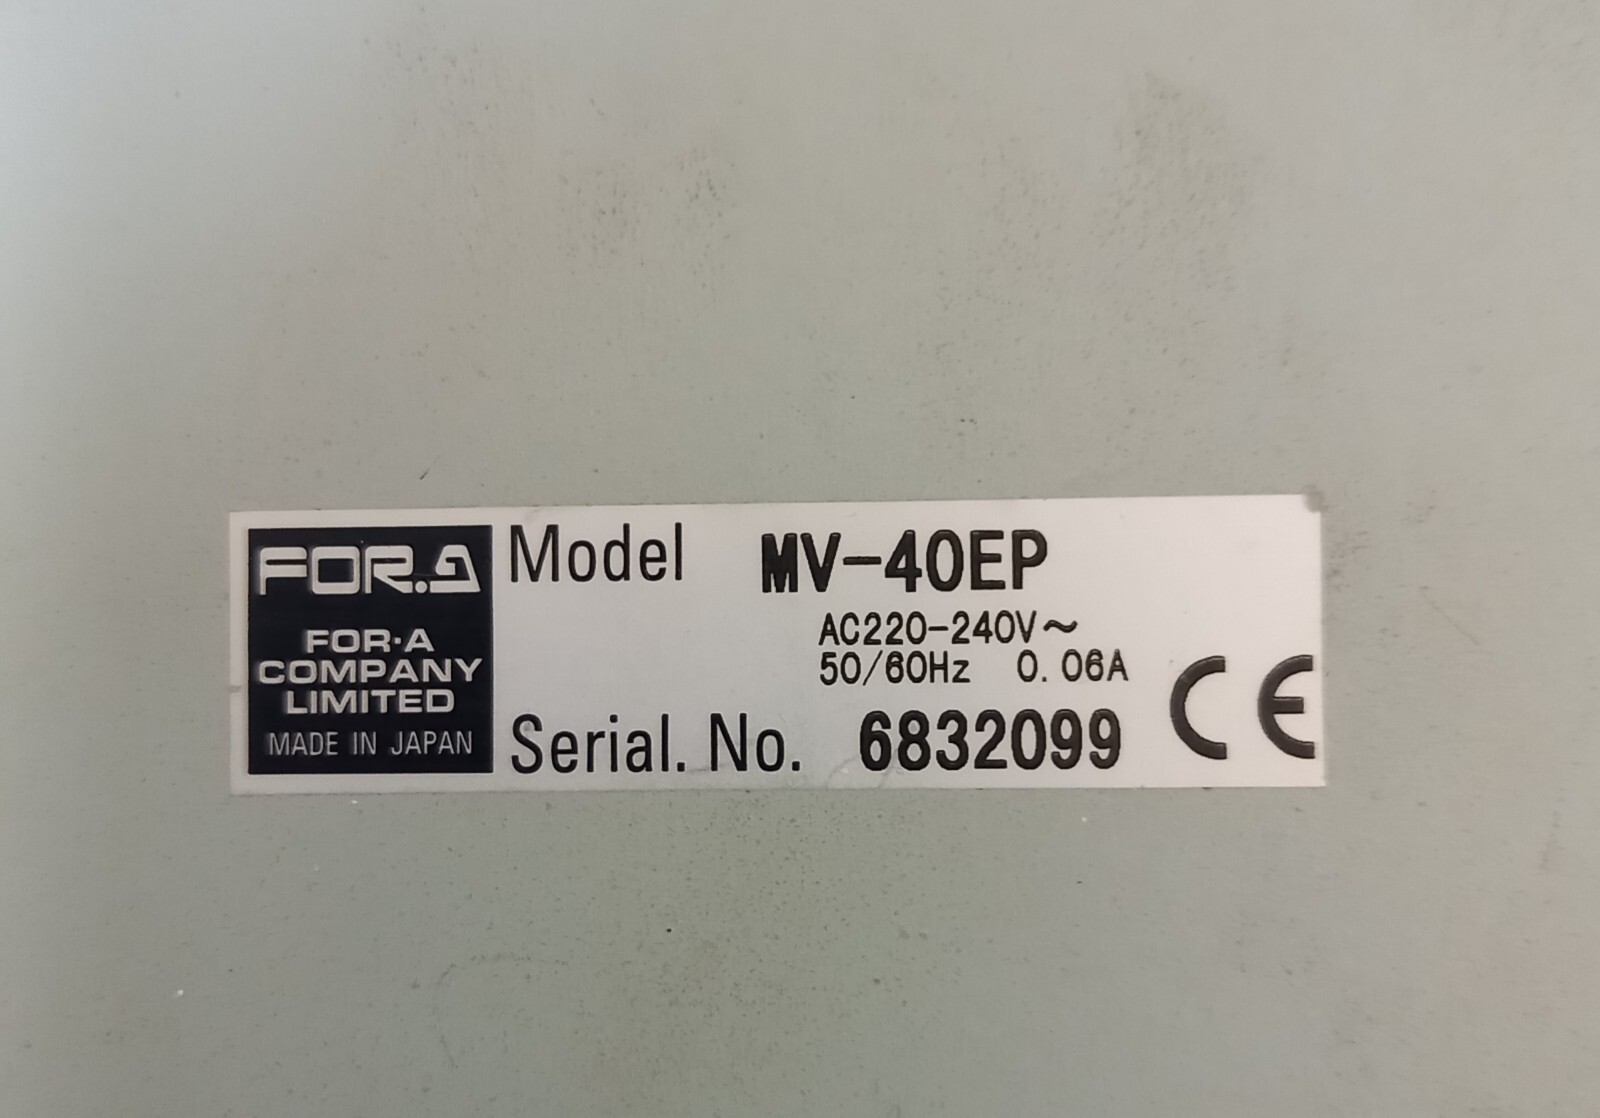 FOR.A
FOR·A
COMPANY
LIMITED
MADE IN JAPAN
Model MV-40EP
AC220-240V~
50/60Hz 0.06A
Serial. No. 6832099
CE